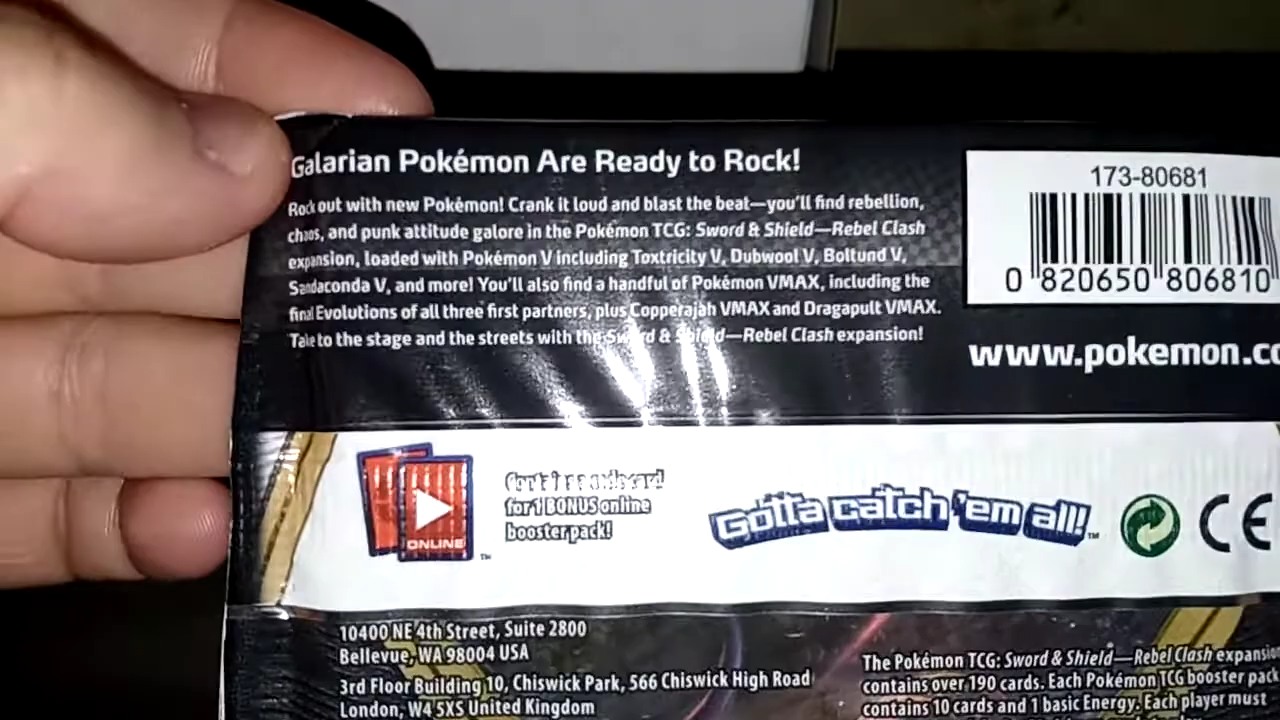 Galarian Pokémon Are Ready to Rock!
Rock out with new Pokémon! Crank it loud and blast the beat—you'll find rebellion,
chaos, and punk attitude galore in the Pokémon TCG: Sword & Shield—Rebel Clash
expansion, loaded with Pokémon V including Toxtricity V, Dubwool V, Boltund V,
Sandaconda V, and more! You'll also find a handful of Pokémon VMAX, including the
final Evolutions of all three first partners, plus Copperajah VMAX and Dragapult VMAX.
Take to the stage and the streets with the Sword & Shield—Rebel Clash expansion!
173-80681
0 820650 806810
www.pokemon.co
ONLINE ™
Contains a code card
for 1 BONUS online
booster pack!
Gotta catch 'em all! ™
CE
10400 NE 4th Street, Suite 2800
Bellevue, WA 98004 USA
3rd Floor Building 10, Chiswick Park, 566 Chiswick High Road
London, W4 5XS United Kingdom
The Pokémon TCG: Sword & Shield—Rebel Clash expansion
contains over 190 cards. Each Pokémon TCG booster pack
contains 10 cards and 1 basic Energy. Each player must